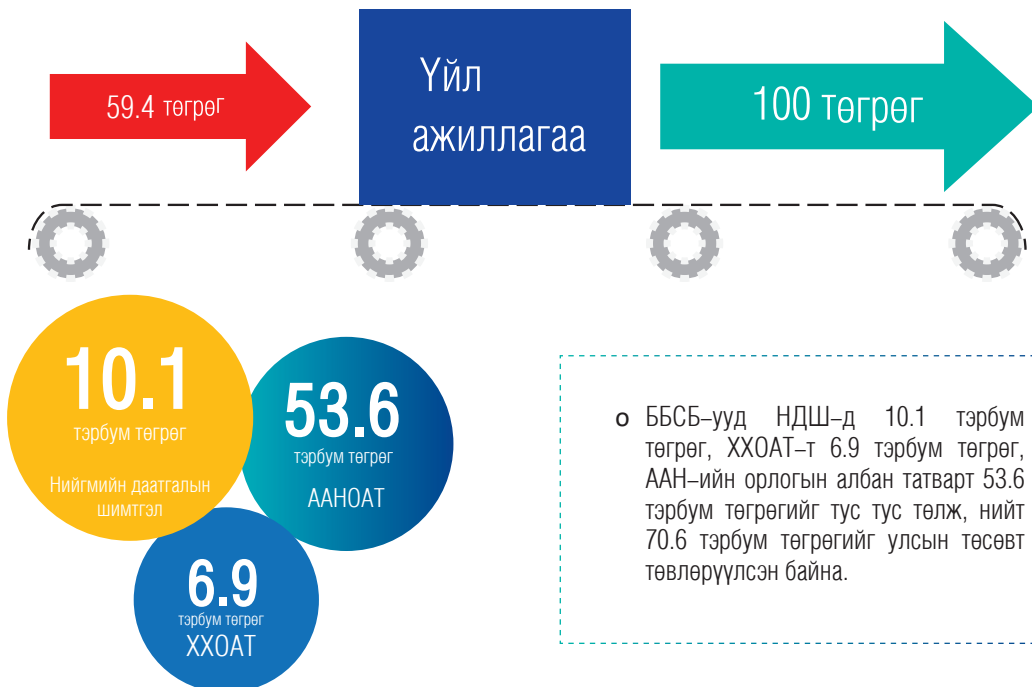 59.4 төгрөг
Үйл
ажиллагаа
100 төгрөг
10.1
тэрбум төгрөг
Нийгмийн даатгалын
шимтгэл
53.6
тэрбум төгрөг
ААНОАТ
6.9
тэрбум төгрөг
ХХОАТ
o ББСБ–ууд НДШ–д 10.1 тэрбум
төгрөг, ХХОАТ–т 6.9 тэрбум төгрөг,
ААН–ийн орлогын албан татварт 53.6
тэрбум төгрөгийг тус тус төлж, нийт
70.6 тэрбум төгрөгийг улсын төсөвт
төвлөрүүлсэн байна.